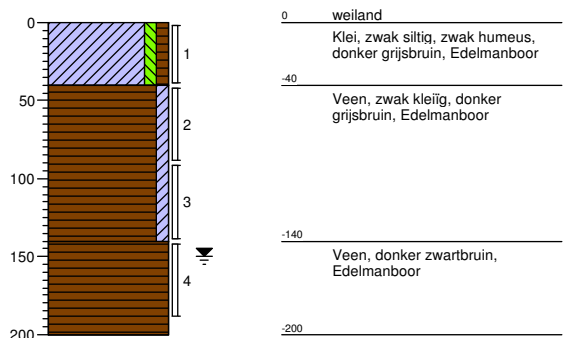 0
50
100
150
200
1
2
3
4
0
weiland
Klei, zwak siltig, zwak humeus,
donker grijsbruin, Edelmanboor
-40
Veen, zwak kleiïg, donker
grijsbruin, Edelmanboor
-140
Veen, donker zwartbruin,
Edelmanboor
-200